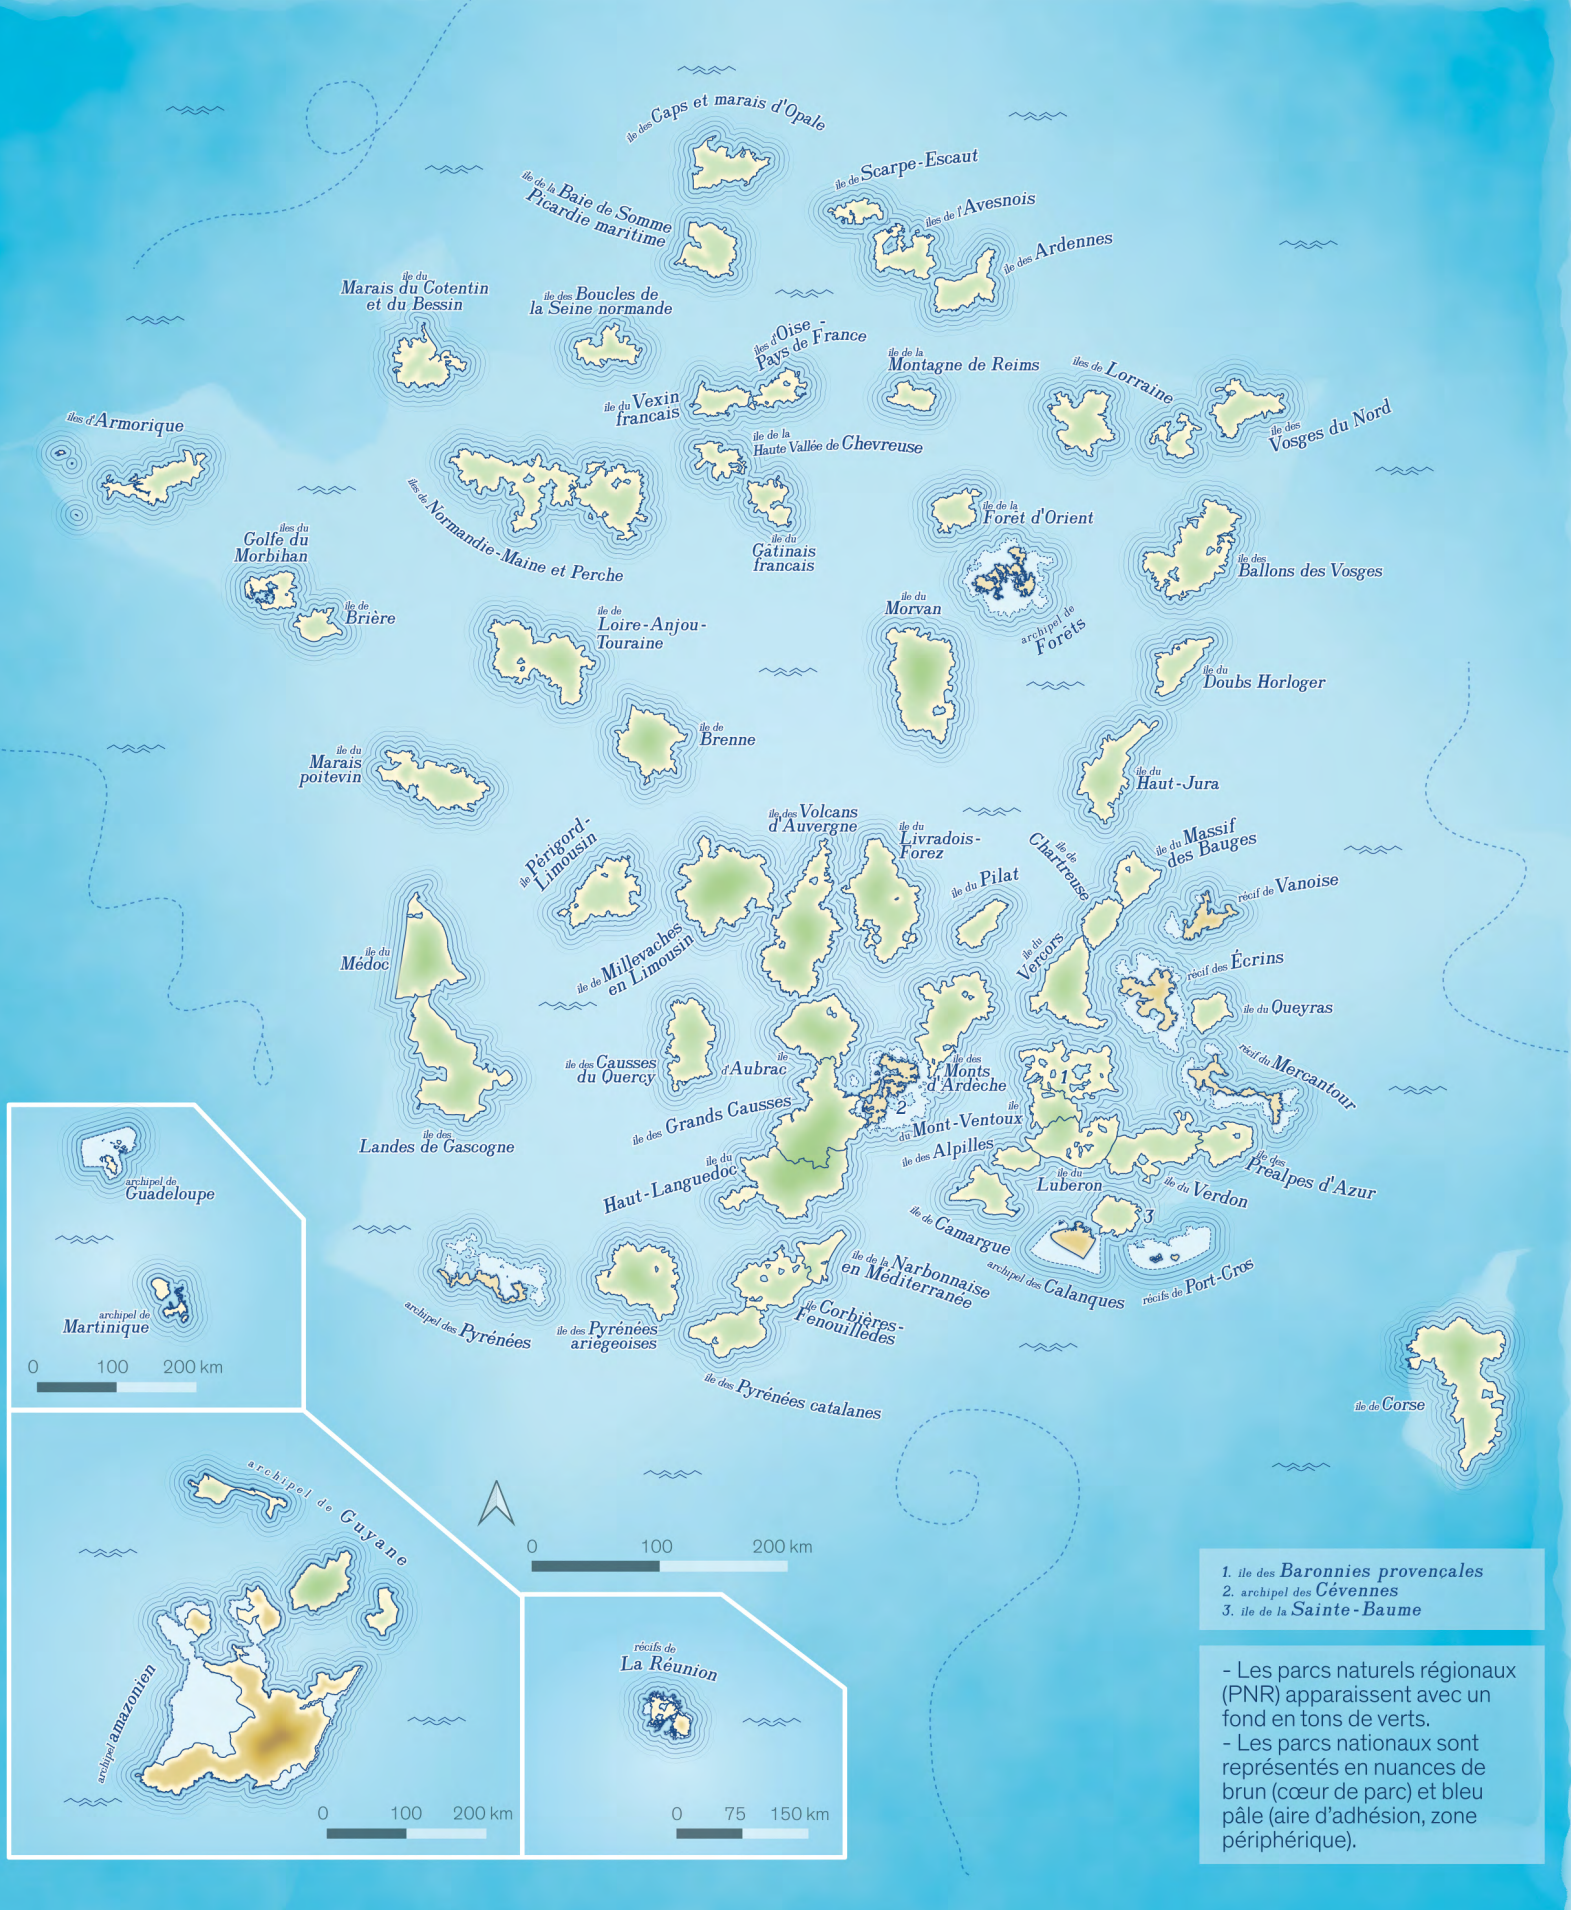 île des Caps et marais d'Opale
île de Scarpe-Escaut
île de la Baie de Somme
Picardie maritime
îles de l'Avesnois
île des Ardennes
île du
Marais du Cotentin
et du Bessin
île des Boucles de
la Seine normande
îles d'Oise -
Pays de France
île de la
Montagne de Reims
îles de Lorraine
île du Vexin
francais
île des
Vosges du Nord
îles d'Armorique
île de la
Haute Vallée de Chevreuse
îles de Normandie-Maine et Perche
île du
Gatinais
francais
île de la
Forêt d'Orient
îles du
Golfe du
Morbihan
île des
Ballons des Vosges
île de
Brière
île de
Loire-Anjou-
Touraine
île du
Morvan
archipel de
Forêts
île du
Doubs Horloger
île de
Brenne
île du
Marais
poitevin
île du
Haut-Jura
île Périgord-
Limousin
île des Volcans
d'Auvergne
île du
Livradois-
Forez
île de
Chartreuse
île du Massif
des Bauges
île du Pilat
récif de Vanoise
île du
Médoc
île de Millevaches
en Limousin
île du
Vercors
récif des Écrins
île du Queyras
île des Causses
du Quercy
île
d'Aubrac
île des
Monts
d'Ardèche
récif du Mercantour
1
2
île des Grands Causses
île
du Mont-Ventoux
île des
Landes de Gascogne
île du
Haut-Languedoc
île des Alpilles
île du
Luberon
île des
Préalpes d'Azur
île du Verdon
3
île de Camargue
archipel des Calanques
récifs de Port-Cros
archipel des Pyrénées
île des Pyrénées
ariégeoises
île de la Narbonnaise
en Méditerranée
île Corbières-
Fenouillèdes
île des Pyrénées catalanes
île de Corse
archipel de
Guadeloupe
archipel de
Martinique
0 100 200 km
archipel de Guyane
archipel amazonien
0 100 200 km
0 100 200 km
récifs de
La Réunion
0 75 150 km
1. île des Baronnies provençales
2. archipel des Cévennes
3. île de la Sainte-Baume
- Les parcs naturels régionaux
(PNR) apparaissent avec un
fond en tons de verts.
- Les parcs nationaux sont
représentés en nuances de
brun (cœur de parc) et bleu
pâle (aire d'adhésion, zone
périphérique).